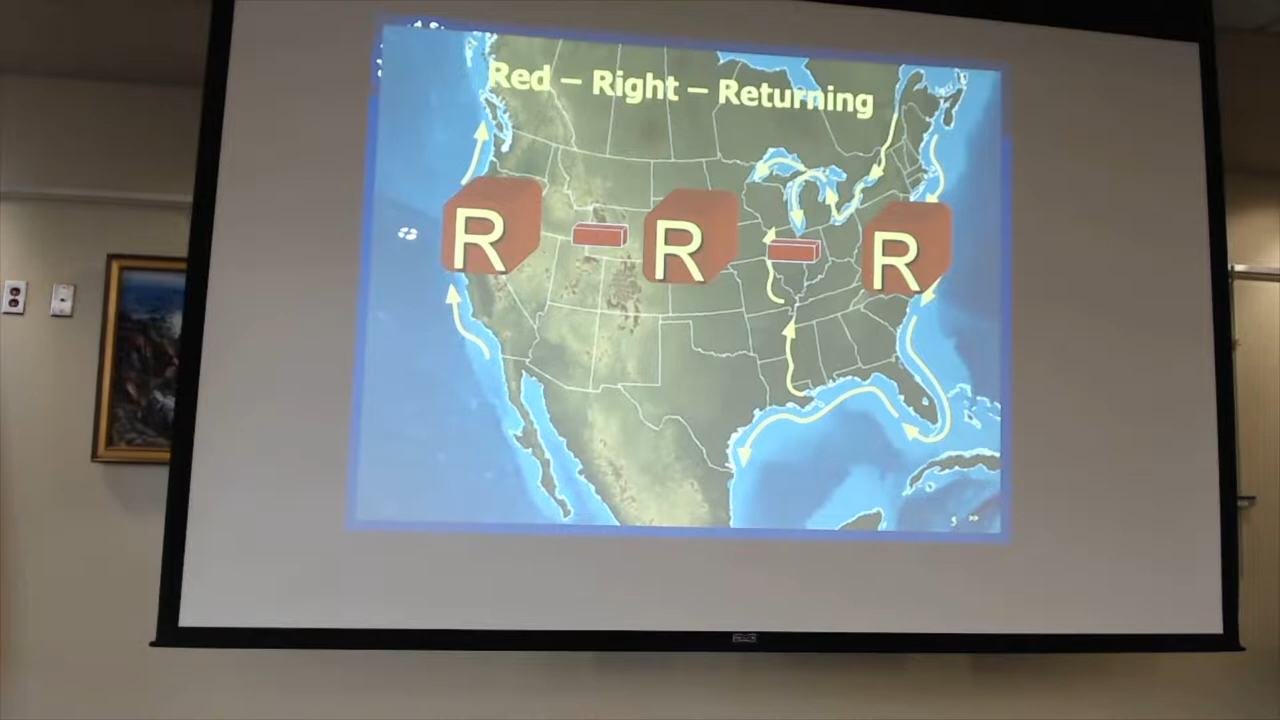 Red – Right – Returning
R - R - R